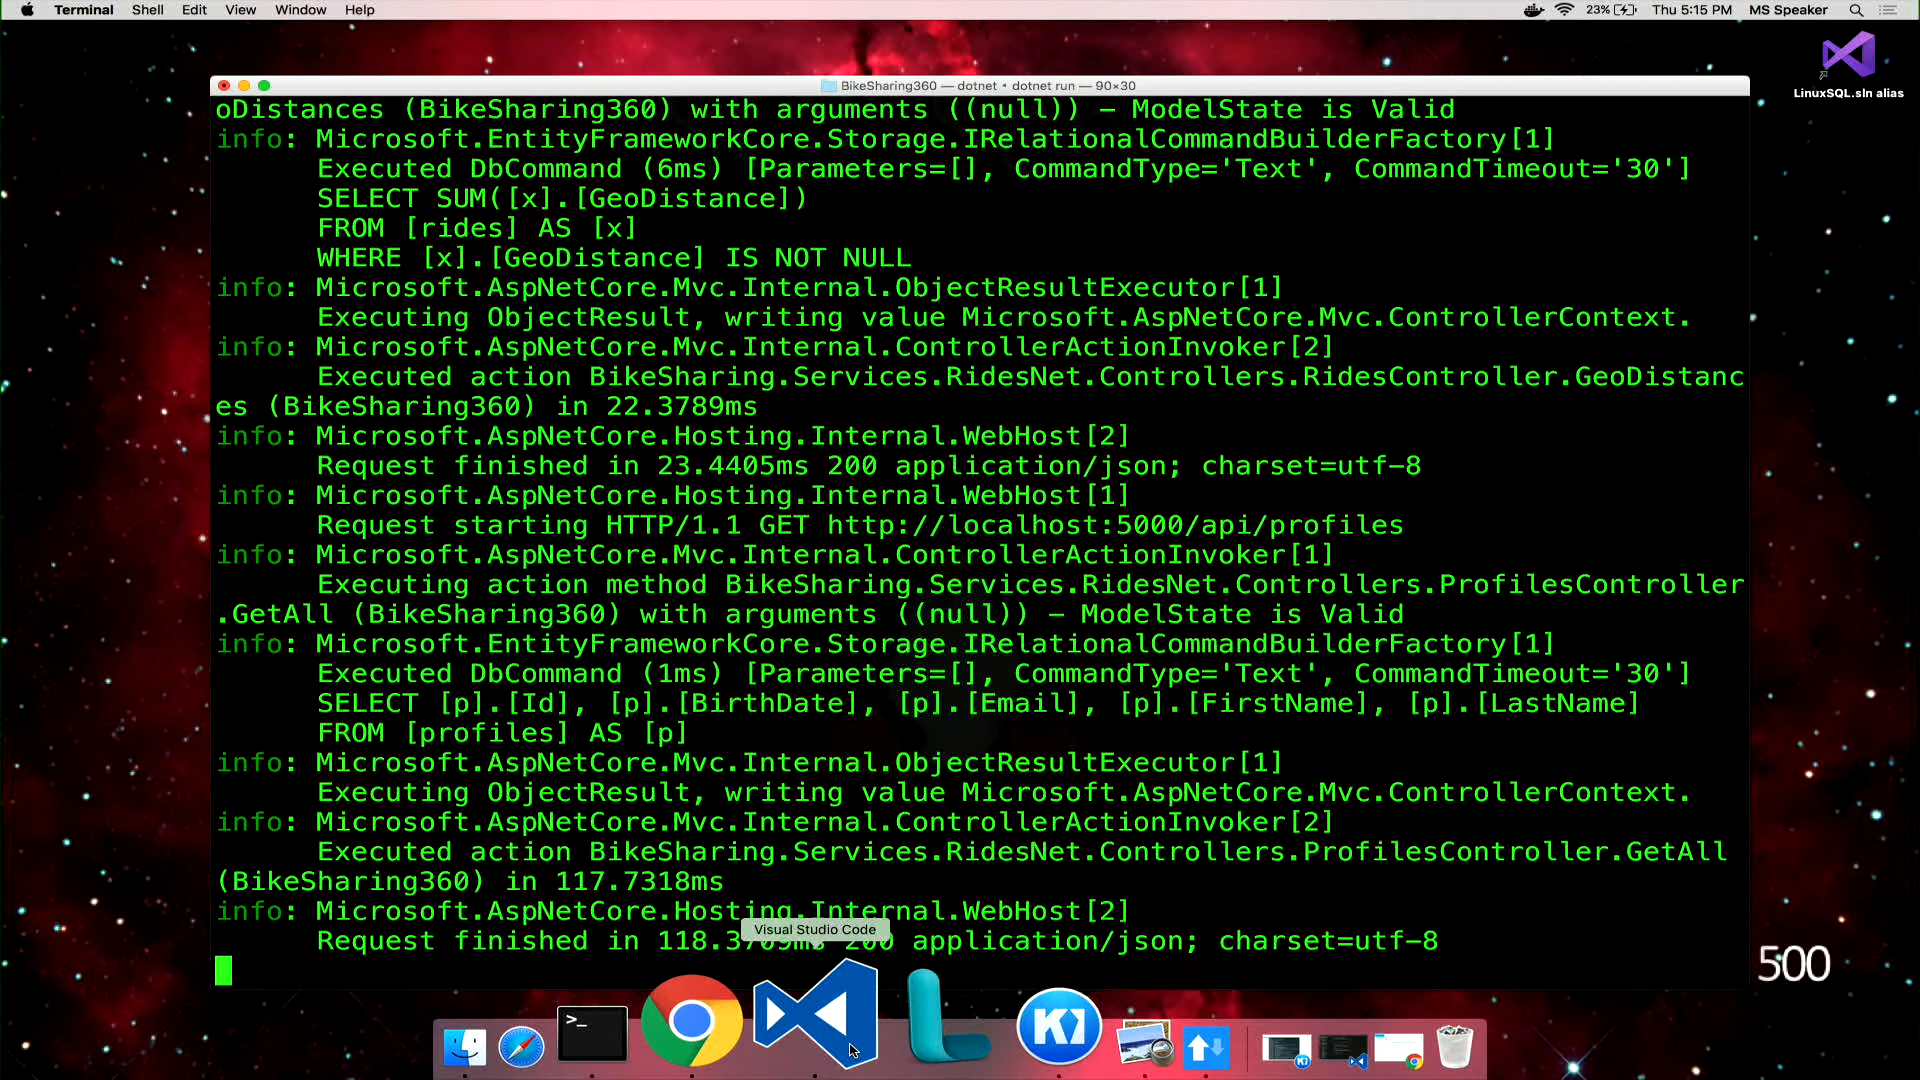 Terminal Shell Edit View Window Help 23% Thu 5:15 PM MS Speaker
LinuxSQL.sln alias
BikeSharing360 — dotnet • dotnet run — 90×30
oDistances (BikeSharing360) with arguments ((null)) – ModelState is Valid
info: Microsoft.EntityFrameworkCore.Storage.IRelationalCommandBuilderFactory[1]
Executed DbCommand (6ms) [Parameters=[], CommandType='Text', CommandTimeout='30']
SELECT SUM([x].[GeoDistance])
FROM [rides] AS [x]
WHERE [x].[GeoDistance] IS NOT NULL
info: Microsoft.AspNetCore.Mvc.Internal.ObjectResultExecutor[1]
Executing ObjectResult, writing value Microsoft.AspNetCore.Mvc.ControllerContext.
info: Microsoft.AspNetCore.Mvc.Internal.ControllerActionInvoker[2]
Executed action BikeSharing.Services.RidesNet.Controllers.RidesController.GeoDistanc
es (BikeSharing360) in 22.3789ms
info: Microsoft.AspNetCore.Hosting.Internal.WebHost[2]
Request finished in 23.4405ms 200 application/json; charset=utf-8
info: Microsoft.AspNetCore.Hosting.Internal.WebHost[1]
Request starting HTTP/1.1 GET http://localhost:5000/api/profiles
info: Microsoft.AspNetCore.Mvc.Internal.ControllerActionInvoker[1]
Executing action method BikeSharing.Services.RidesNet.Controllers.ProfilesController
.GetAll (BikeSharing360) with arguments ((null)) – ModelState is Valid
info: Microsoft.EntityFrameworkCore.Storage.IRelationalCommandBuilderFactory[1]
Executed DbCommand (1ms) [Parameters=[], CommandType='Text', CommandTimeout='30']
SELECT [p].[Id], [p].[BirthDate], [p].[Email], [p].[FirstName], [p].[LastName]
FROM [profiles] AS [p]
info: Microsoft.AspNetCore.Mvc.Internal.ObjectResultExecutor[1]
Executing ObjectResult, writing value Microsoft.AspNetCore.Mvc.ControllerContext.
info: Microsoft.AspNetCore.Mvc.Internal.ControllerActionInvoker[2]
Executed action BikeSharing.Services.RidesNet.Controllers.ProfilesController.GetAll
(BikeSharing360) in 117.7318ms
info: Microsoft.AspNetCore.Hosting.Internal.WebHost[2]
Visual Studio Code
Request finished in 200 application/json; charset=utf-8
500